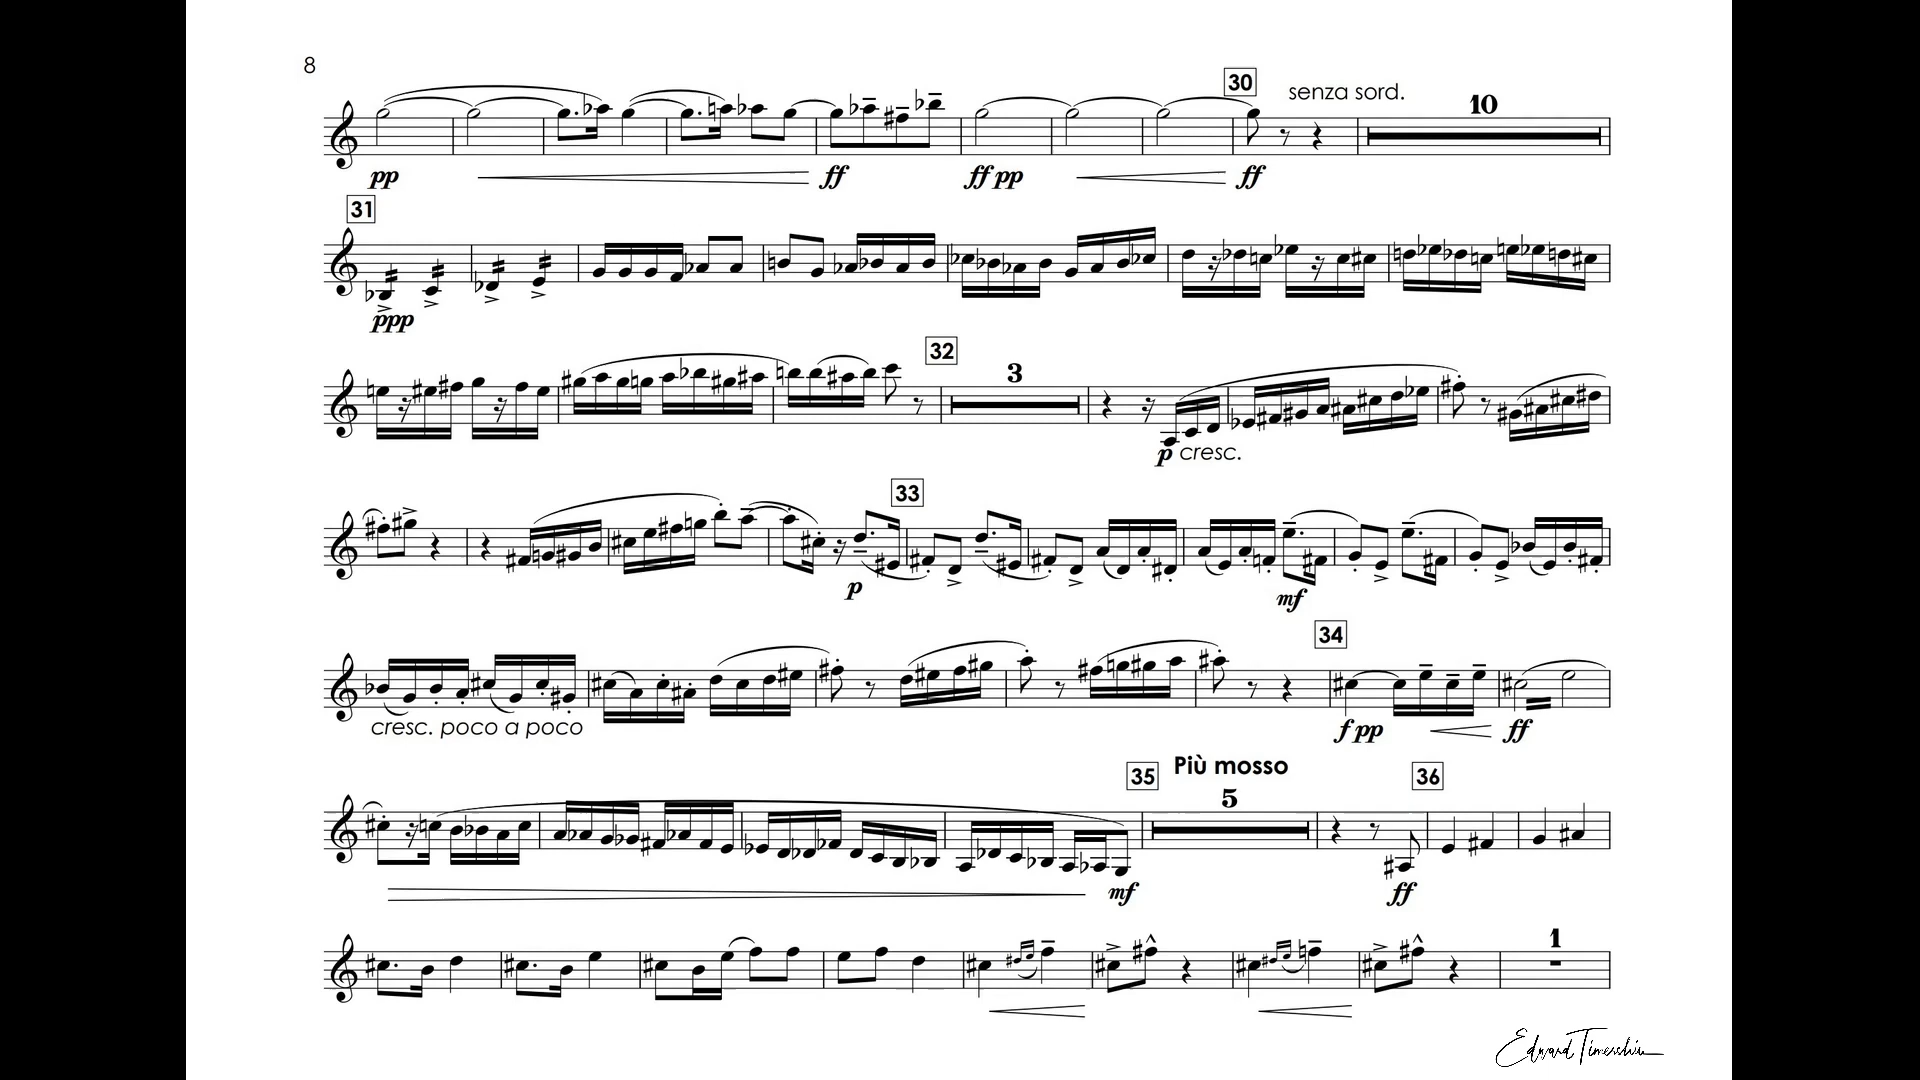 8
30
senza sord.
10
pp
ff
ff pp
ff
31
ppp
32
3
p cresc.
33
p
mf
34
cresc. poco a poco
f pp
ff
35
Più mosso
36
5
mf
ff
1